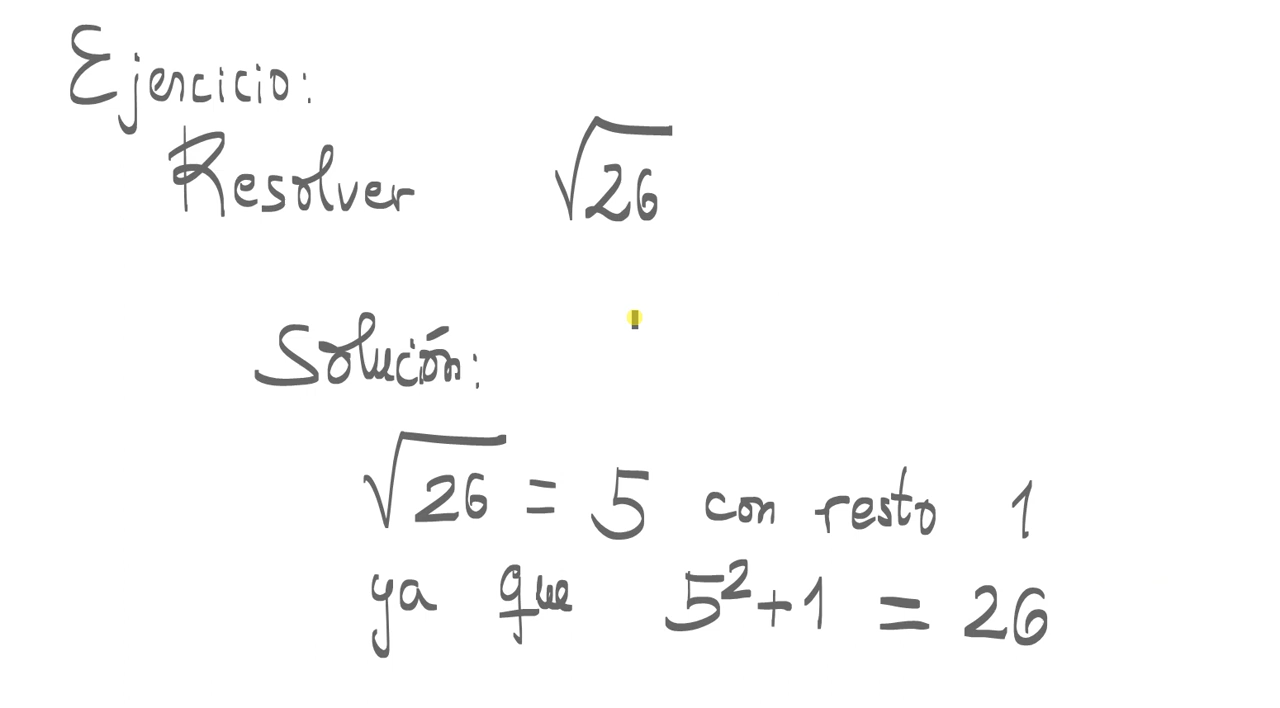 Ejercicio:
Resolver √26
Solución:
√26 = 5 con resto 1
ya que 5² + 1 = 26